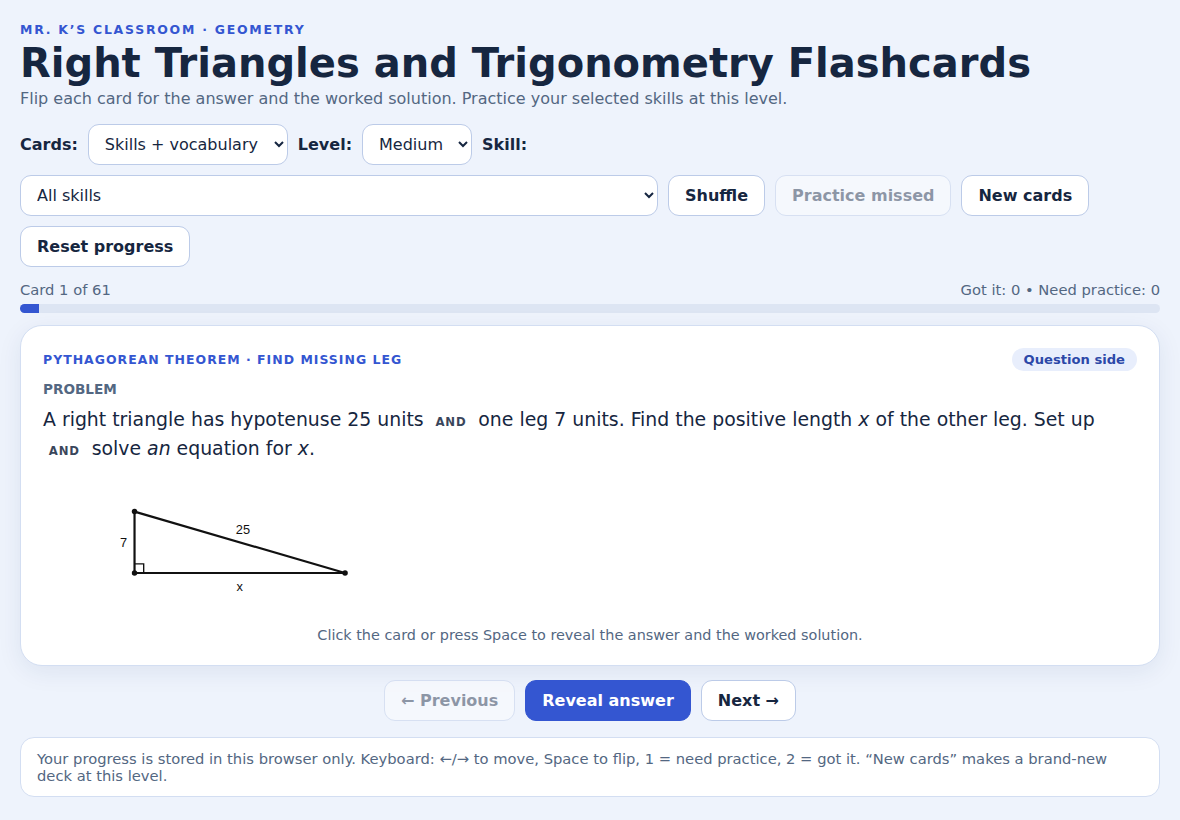 MR. K’S CLASSROOM · GEOMETRY
Right Triangles and Trigonometry Flashcards
Flip each card for the answer and the worked solution. Practice your selected skills at this level.
Cards: Skills + vocabulary Level: Medium Skill:
All skills Shuffle Practice missed New cards
Reset progress
Card 1 of 61 Got it: 0 • Need practice: 0
PYTHAGOREAN THEOREM · FIND MISSING LEG Question side
PROBLEM
A right triangle has hypotenuse 25 units AND one leg 7 units. Find the positive length x of the other leg. Set up
AND solve an equation for x.
25
7
x
Click the card or press Space to reveal the answer and the worked solution.
← Previous Reveal answer Next →
Your progress is stored in this browser only. Keyboard: ←/→ to move, Space to flip, 1 = need practice, 2 = got it. “New cards” makes a brand-new
deck at this level.